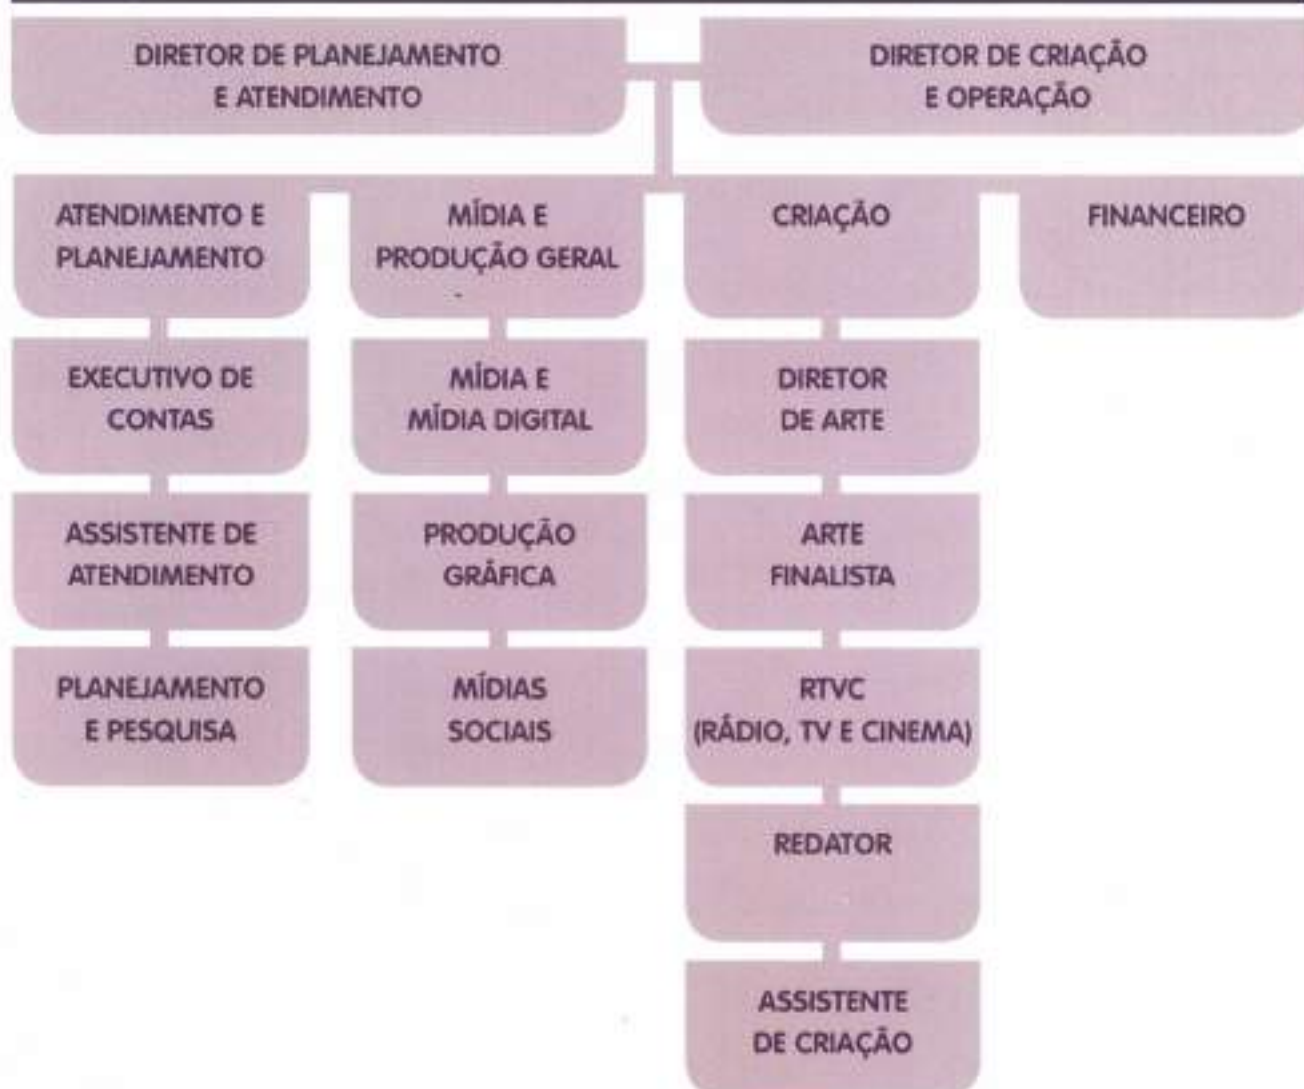 DIRETOR DE PLANEJAMENTO
E ATENDIMENTO
DIRETOR DE CRIAÇÃO
E OPERAÇÃO
ATENDIMENTO E
PLANEJAMENTO
MÍDIA E
PRODUÇÃO GERAL
CRIAÇÃO
FINANCEIRO
EXECUTIVO DE
CONTAS
MÍDIA E
MÍDIA DIGITAL
DIRETOR
DE ARTE
ASSISTENTE DE
ATENDIMENTO
PRODUÇÃO
GRÁFICA
ARTE
FINALISTA
PLANEJAMENTO
E PESQUISA
MÍDIAS
SOCIAIS
RTVC
(RÁDIO, TV E CINEMA)
REDATOR
ASSISTENTE
DE CRIAÇÃO